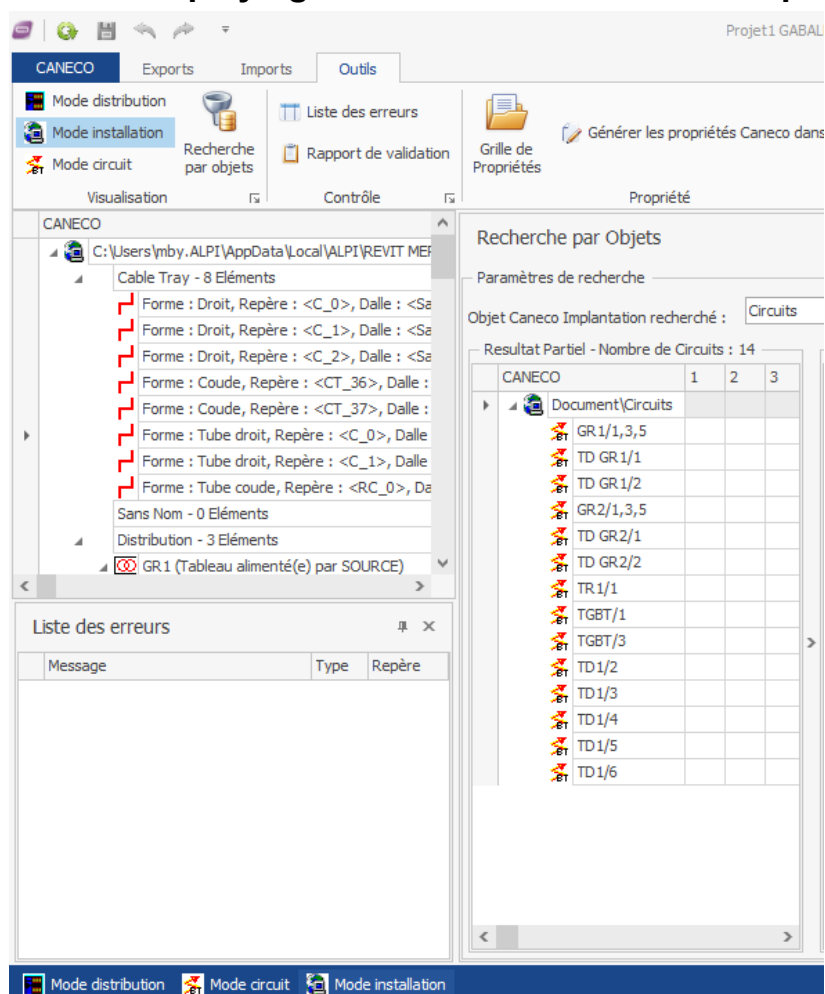 Projet1 GABAL
CANECO Exports Imports Outils
Mode distribution
Mode installation
Mode circuit
Recherche par objets
Visualisation
Liste des erreurs
Rapport de validation
Contrôle
Grille de Propriétés
Générer les propriétés Caneco dans
Propriété
CANECO
C:\Users\mby.ALPI\AppData\Local\ALPI\REVIT MEP
Cable Tray - 8 Eléments
Forme : Droit, Repère : <C_0>, Dalle : <Sa
Forme : Droit, Repère : <C_1>, Dalle : <Sa
Forme : Droit, Repère : <C_2>, Dalle : <Sa
Forme : Coude, Repère : <CT_36>, Dalle :
Forme : Coude, Repère : <CT_37>, Dalle :
Forme : Tube droit, Repère : <C_0>, Dalle
Forme : Tube droit, Repère : <C_1>, Dalle
Forme : Tube coude, Repère : <RC_0>, Da
Sans Nom - 0 Eléments
Distribution - 3 Eléments
GR1 (Tableau alimenté(e) par SOURCE)
Liste des erreurs
Message Type Repère
Recherche par Objets
Paramètres de recherche
Objet Caneco Implantation recherché : Circuits
Resultat Partiel - Nombre de Circuits : 14
CANECO 1 2 3
Document\Circuits
GR1/1,3,5
TD GR1/1
TD GR1/2
GR2/1,3,5
TD GR2/1
TD GR2/2
TR1/1
TGBT/1
TGBT/3
TD1/2
TD1/3
TD1/4
TD1/5
TD1/6
Mode distribution Mode circuit Mode installation